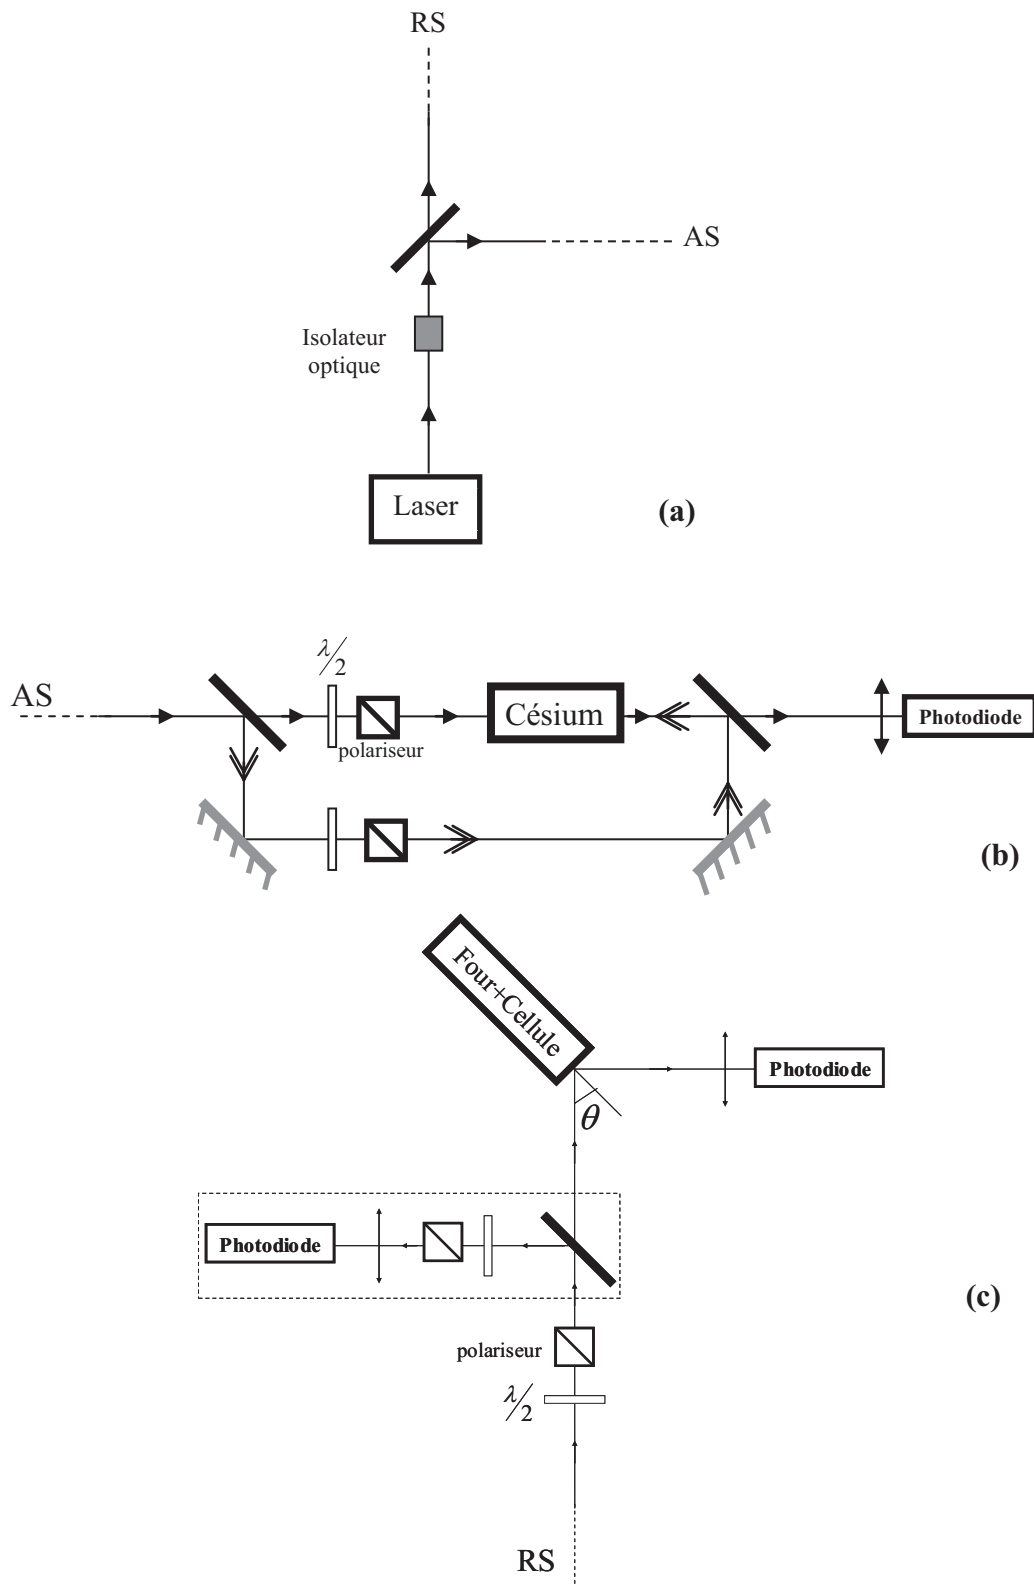 RS
AS
Isolateur
optique
Laser
(a)
λ/2
AS
Césium
Photodiode
polariseur
(b)
Four+Cellule
Photodiode
θ
Photodiode
(c)
polariseur
λ/2
RS